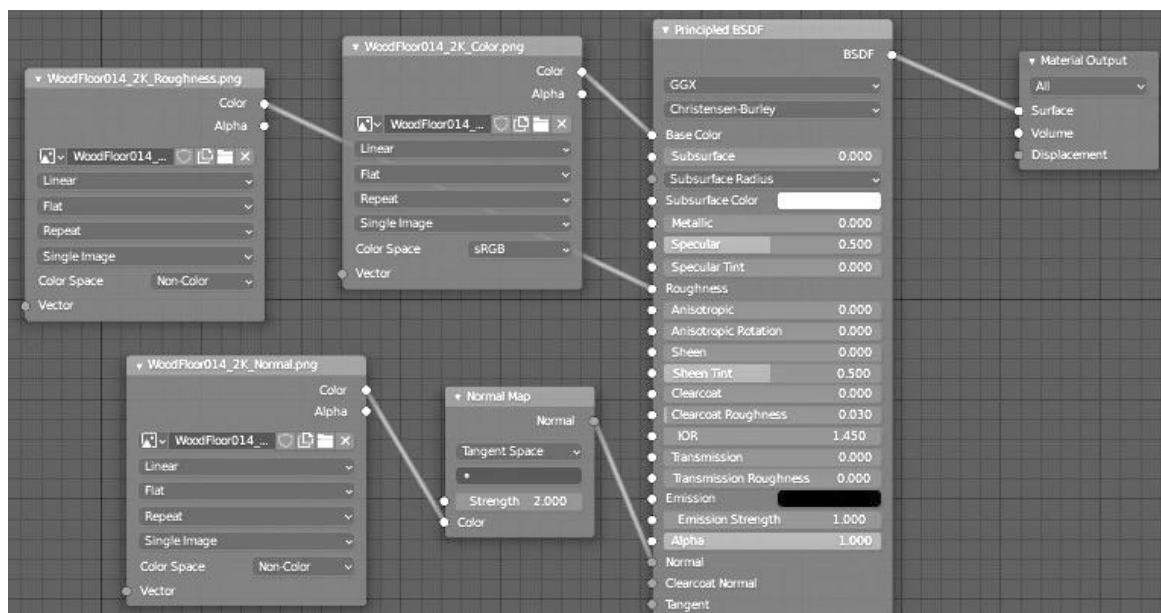 WoodFloor014_2K_Roughness.png
Color
Alpha
WoodFloor014_...
Linear
Flat
Repeat
Single Image
Color Space Non-Color
Vector
WoodFloor014_2K_Color.png
Color
Alpha
WoodFloor014_...
Linear
Flat
Repeat
Single Image
Color Space sRGB
Vector
WoodFloor014_2K_Normal.png
Color
Alpha
WoodFloor014_...
Linear
Flat
Repeat
Single Image
Color Space Non-Color
Vector
Normal Map
Normal
Tangent Space
Strength 2.000
Color
Principled BSDF
BSDF
GGX
Christensen-Burley
Base Color
Subsurface 0.000
Subsurface Radius
Subsurface Color
Metallic 0.000
Specular 0.500
Specular Tint 0.000
Roughness
Anisotropic 0.000
Anisotropic Rotation 0.000
Sheen 0.000
Sheen Tint 0.500
Clearcoat 0.000
Clearcoat Roughness 0.030
IOR 1.450
Transmission 0.000
Transmission Roughness 0.000
Emission
Emission Strength 1.000
Alpha 1.000
Normal
Clearcoat Normal
Tangent
Material Output
All
Surface
Volume
Displacement